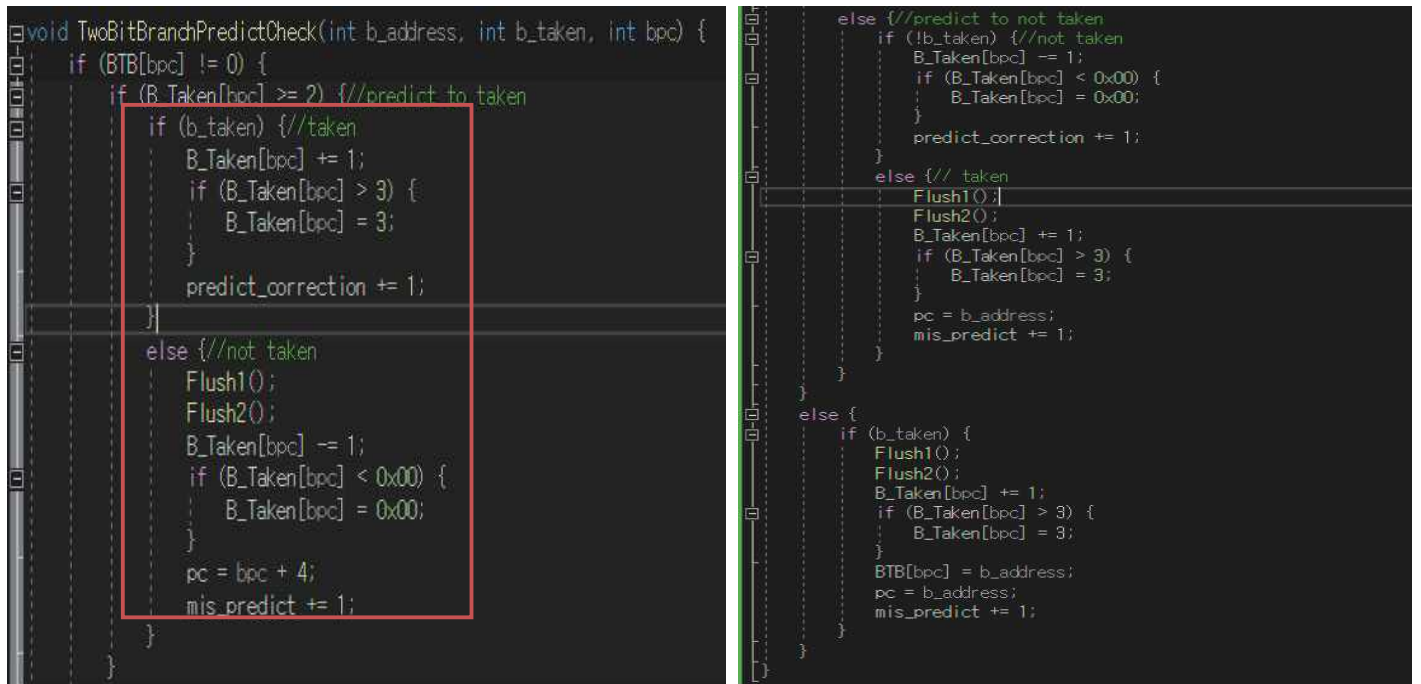 void TwoBitBranchPredictCheck(int b_address, int b_taken, int bpc) {
if (BTB[bpc] != 0) {
if (B_Taken[bpc] >= 2) {//predict to taken
if (b_taken) {//taken
B_Taken[bpc] += 1;
if (B_Taken[bpc] > 3) {
B_Taken[bpc] = 3;
}
predict_correction += 1;
}
else {//not taken
Flush1();
Flush2();
B_Taken[bpc] -= 1;
if (B_Taken[bpc] < 0x00) {
B_Taken[bpc] = 0x00;
}
pc = bpc + 4;
mis_predict += 1;
}
}
else {//predict to not taken
if (!b_taken) {//not taken
B_Taken[bpc] -= 1;
if (B_Taken[bpc] < 0x00) {
B_Taken[bpc] = 0x00;
}
predict_correction += 1;
}
else {// taken
Flush1();
Flush2();
B_Taken[bpc] += 1;
if (B_Taken[bpc] > 3) {
B_Taken[bpc] = 3;
}
pc = b_address;
mis_predict += 1;
}
}
}
else {
if (b_taken) {
Flush1();
Flush2();
B_Taken[bpc] += 1;
if (B_Taken[bpc] > 3) {
B_Taken[bpc] = 3;
}
BTB[bpc] = b_address;
pc = b_address;
mis_predict += 1;
}
}
}